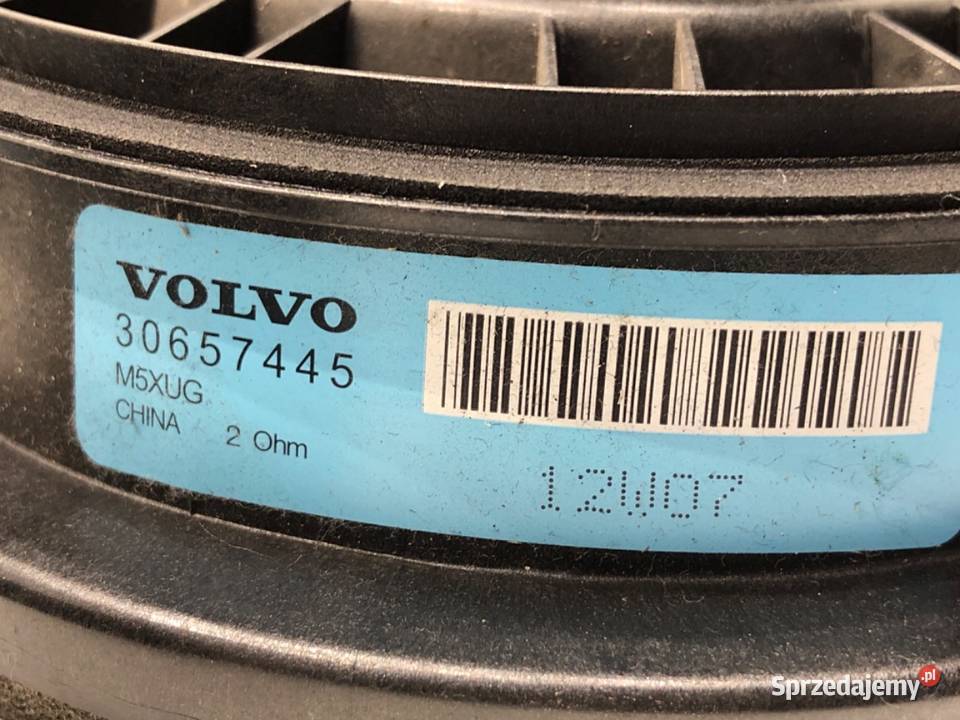 VOLVO
30657445
M5XUG
CHINA 2 Ohm
12W07
Sprzedajemy.pl